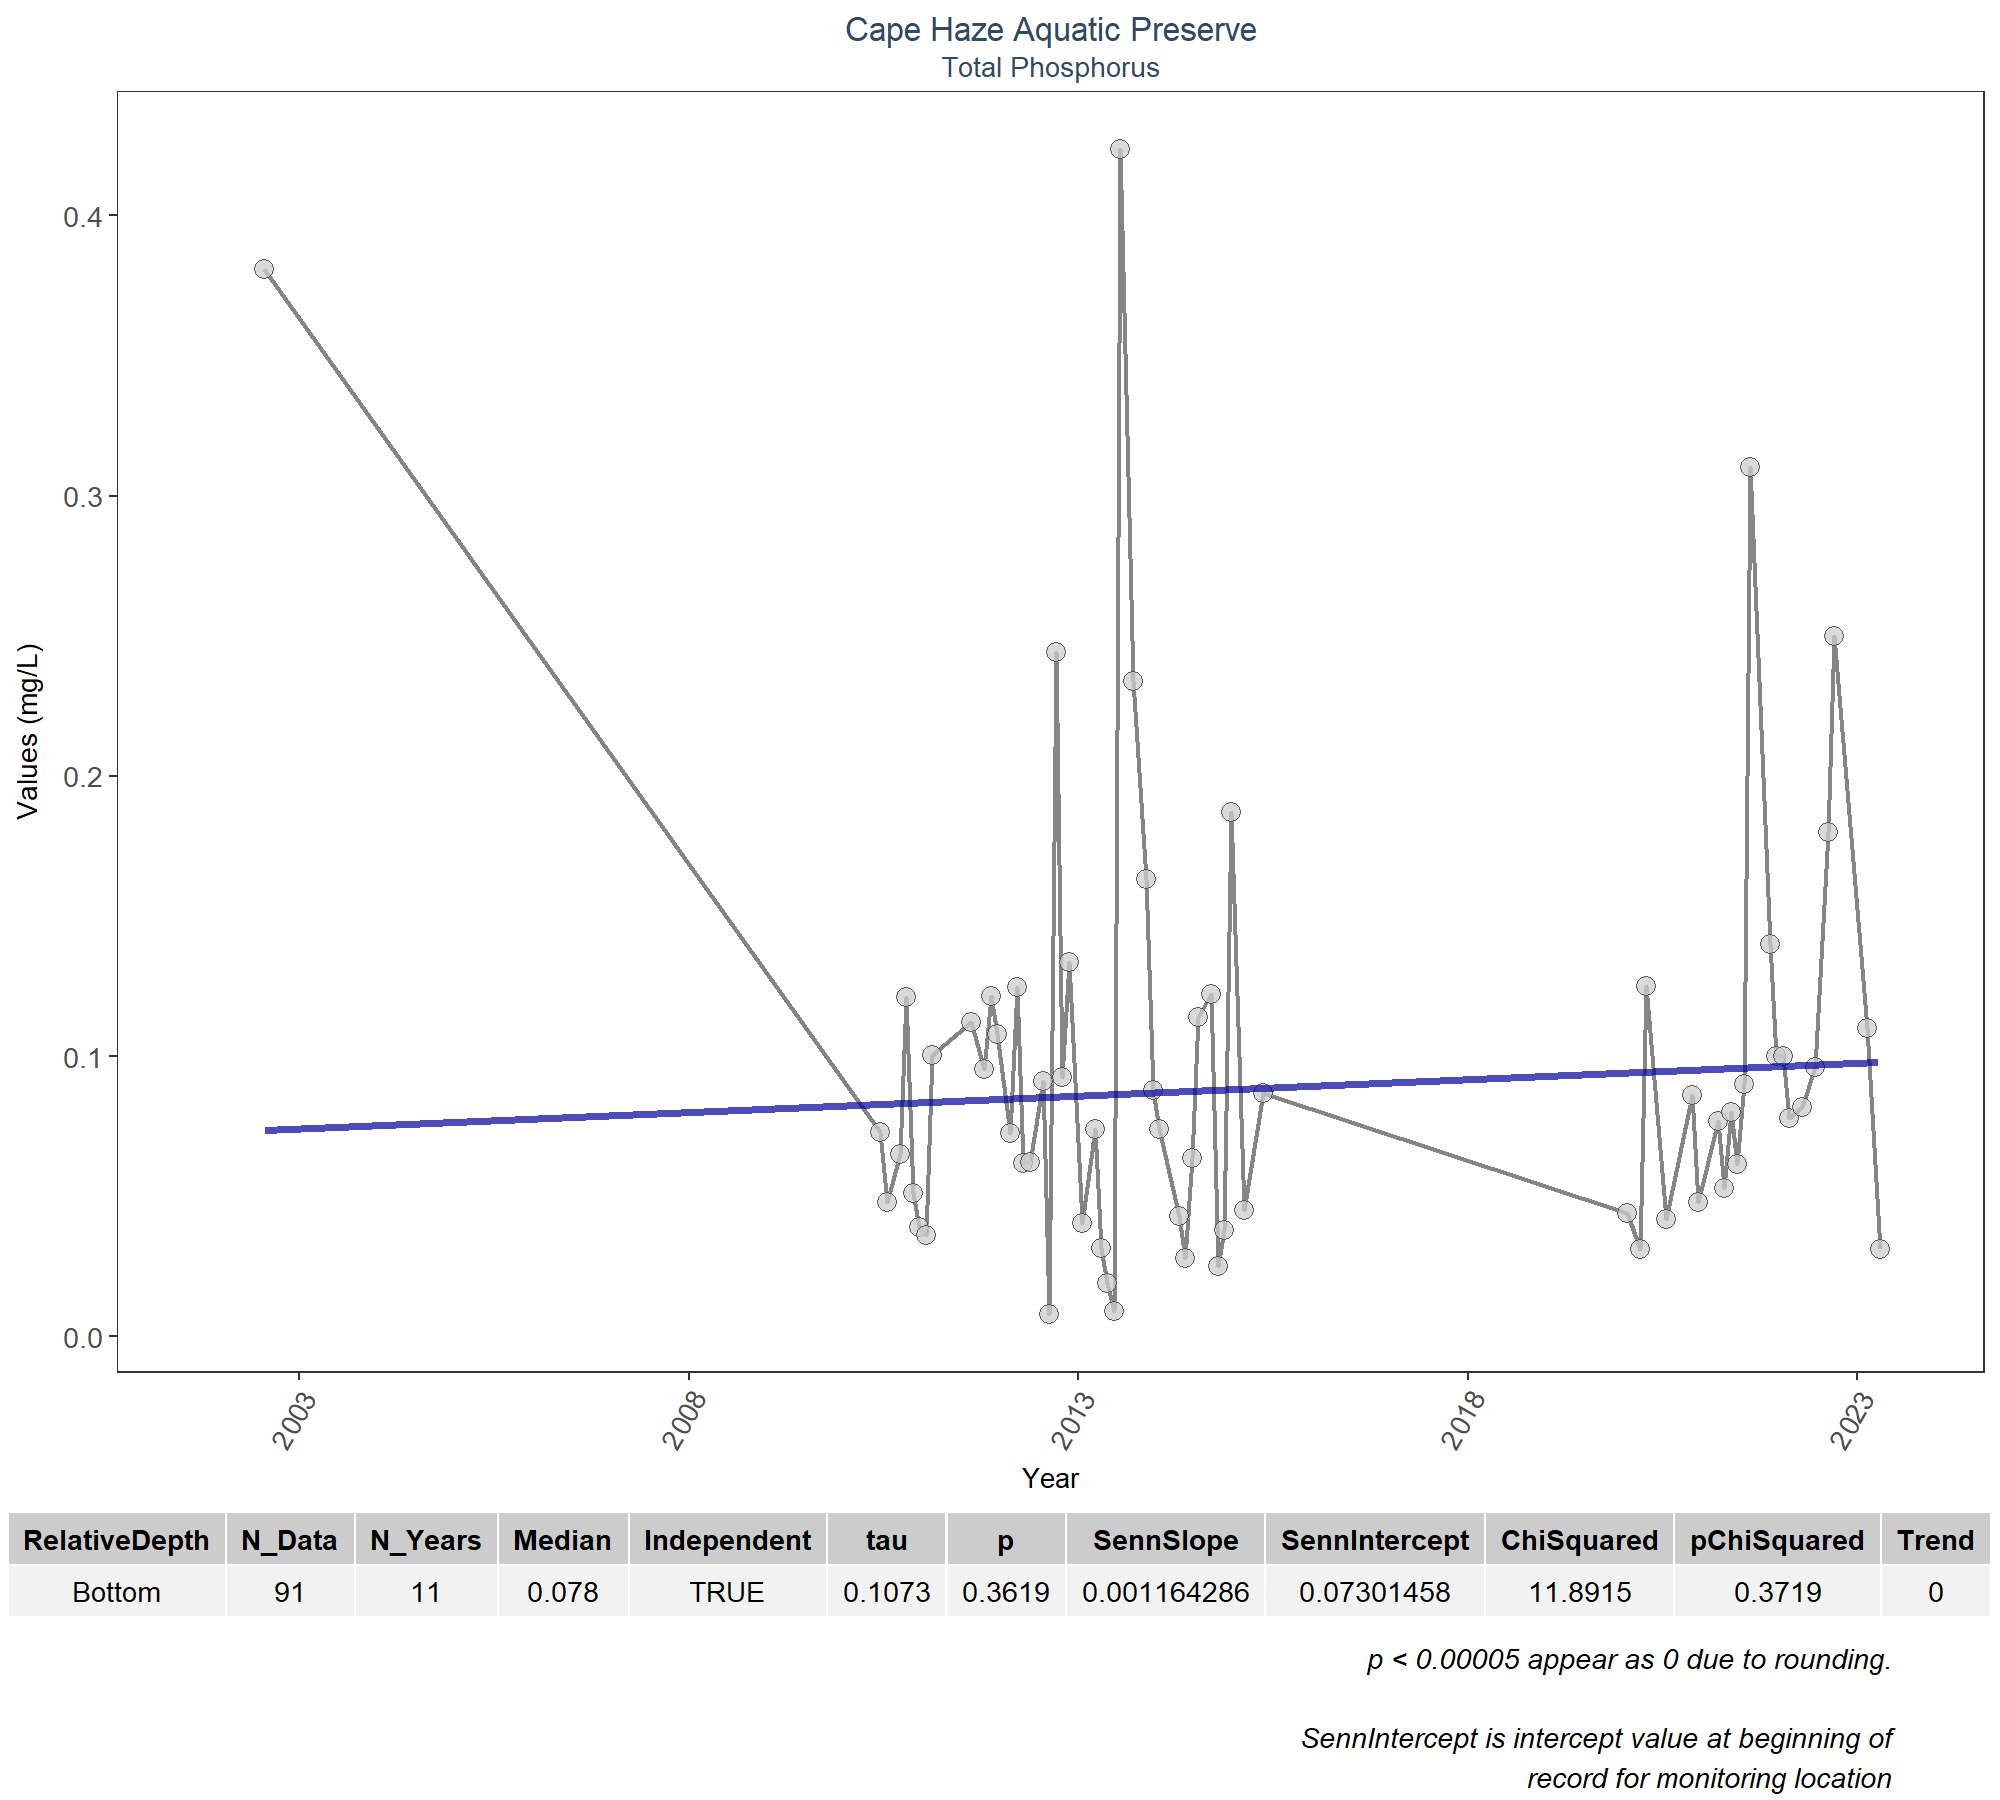 Cape Haze Aquatic Preserve
Total Phosphorus
Values (mg/L)
0.4
0.3
0.2
0.1
0.0
2003 2008 2013 2018 2023
Year
RelativeDepth N_Data N_Years Median Independent tau p SennSlope SennIntercept ChiSquared pChiSquared Trend
Bottom 91 11 0.078 TRUE 0.1073 0.3619 0.001164286 0.07301458 11.8915 0.3719 0
p < 0.00005 appear as 0 due to rounding.
SennIntercept is intercept value at beginning of
record for monitoring location